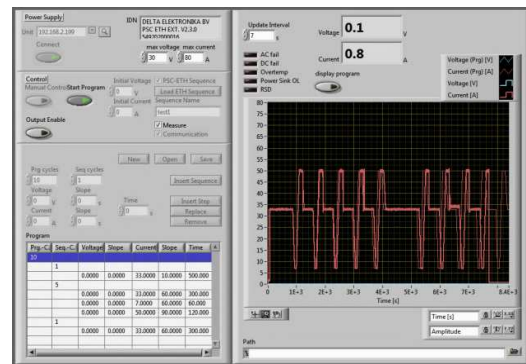 Power Supply
IDN
DELTA ELEKTRONIKA BV
PSC ETH EXT. V2.3.0
Unit
192.168.2.109
Connect
max voltage
max current
30
V
80
A
Control
Manual Control
Start Program
Initial Voltage
0
V
Initial Current
0
A
PSC-ETH Sequence
Load ETH Sequence
Sequence Name
test1
Output Enable
Measure
Communication
New
Open
Save
Prg cycles
Seq cycles
10
3
Insert Sequence
Voltage
Slope
0
V
0
s
Time
0
s
Insert Step
Current
Slope
0
A
0
s
Replace
Remove
Program
Prg.-C. Seq.-C. Voltage Slope Current Slope Time
10
1
0.0000 0.0000 33.0000 10.0000 500.000
5
0.0000 0.0000 33.0000 60.0000 300.000
0.0000 0.0000 7.0000 60.0000 60.000
0.0000 0.0000 50.0000 90.0000 120.000
1
0.0000 0.0000 33.0000 60.0000 300.000
Update Interval
7
s
Voltage
0.1
V
Current
0.8
A
AC fail
DC fail
Overtemp
Power Sink OL
RSD
display program
Voltage (Prg) [V]
Current (Prg) [A]
Voltage [V]
Current [A]
80
75
70
65
60
55
50
45
40
35
30
25
20
15
10
5
0
0 1E+3 2E+3 3E+3 4E+3 5E+3 6E+3 7E+3 8.4E+3
Time [s]
Time [s]
Amplitude
Path